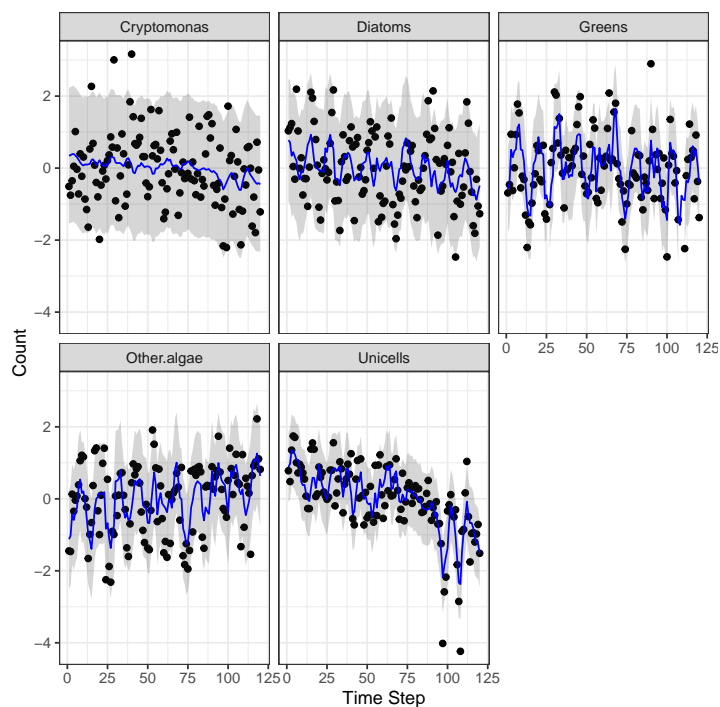 Cryptomonas Diatoms Greens
2
0
−2
−4
0 25 50 75 100 125
Count
Other.algae Unicells
2
0
−2
−4
0 25 50 75 100 125 0 25 50 75 100 125
Time Step